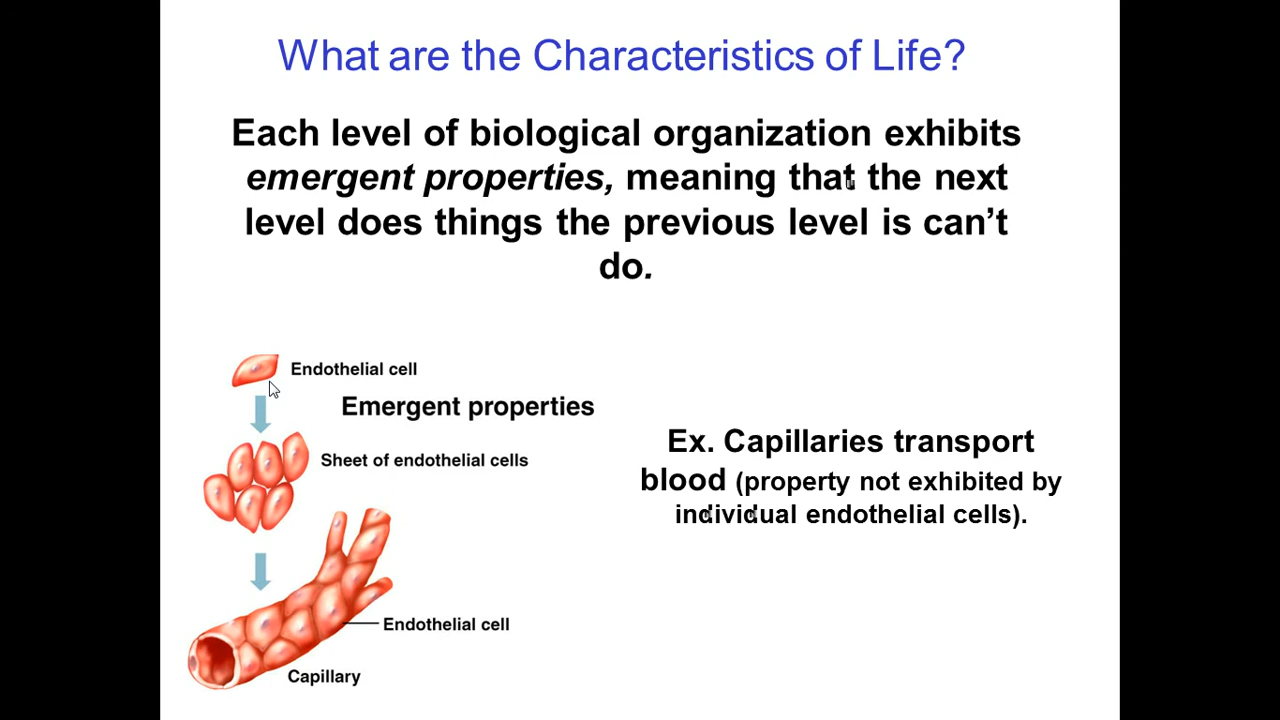 What are the Characteristics of Life?
Each level of biological organization exhibits
emergent properties, meaning that the next
level does things the previous level is can’t
do.
Endothelial cell
Emergent properties
Sheet of endothelial cells
Ex. Capillaries transport
blood (property not exhibited by
individual endothelial cells).
Endothelial cell
Capillary